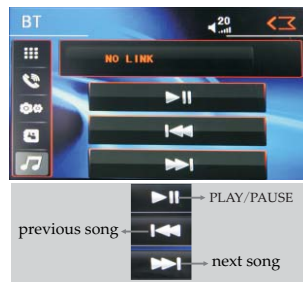 BT
20
NO LINK
PLAY/PAUSE
previous song
next song